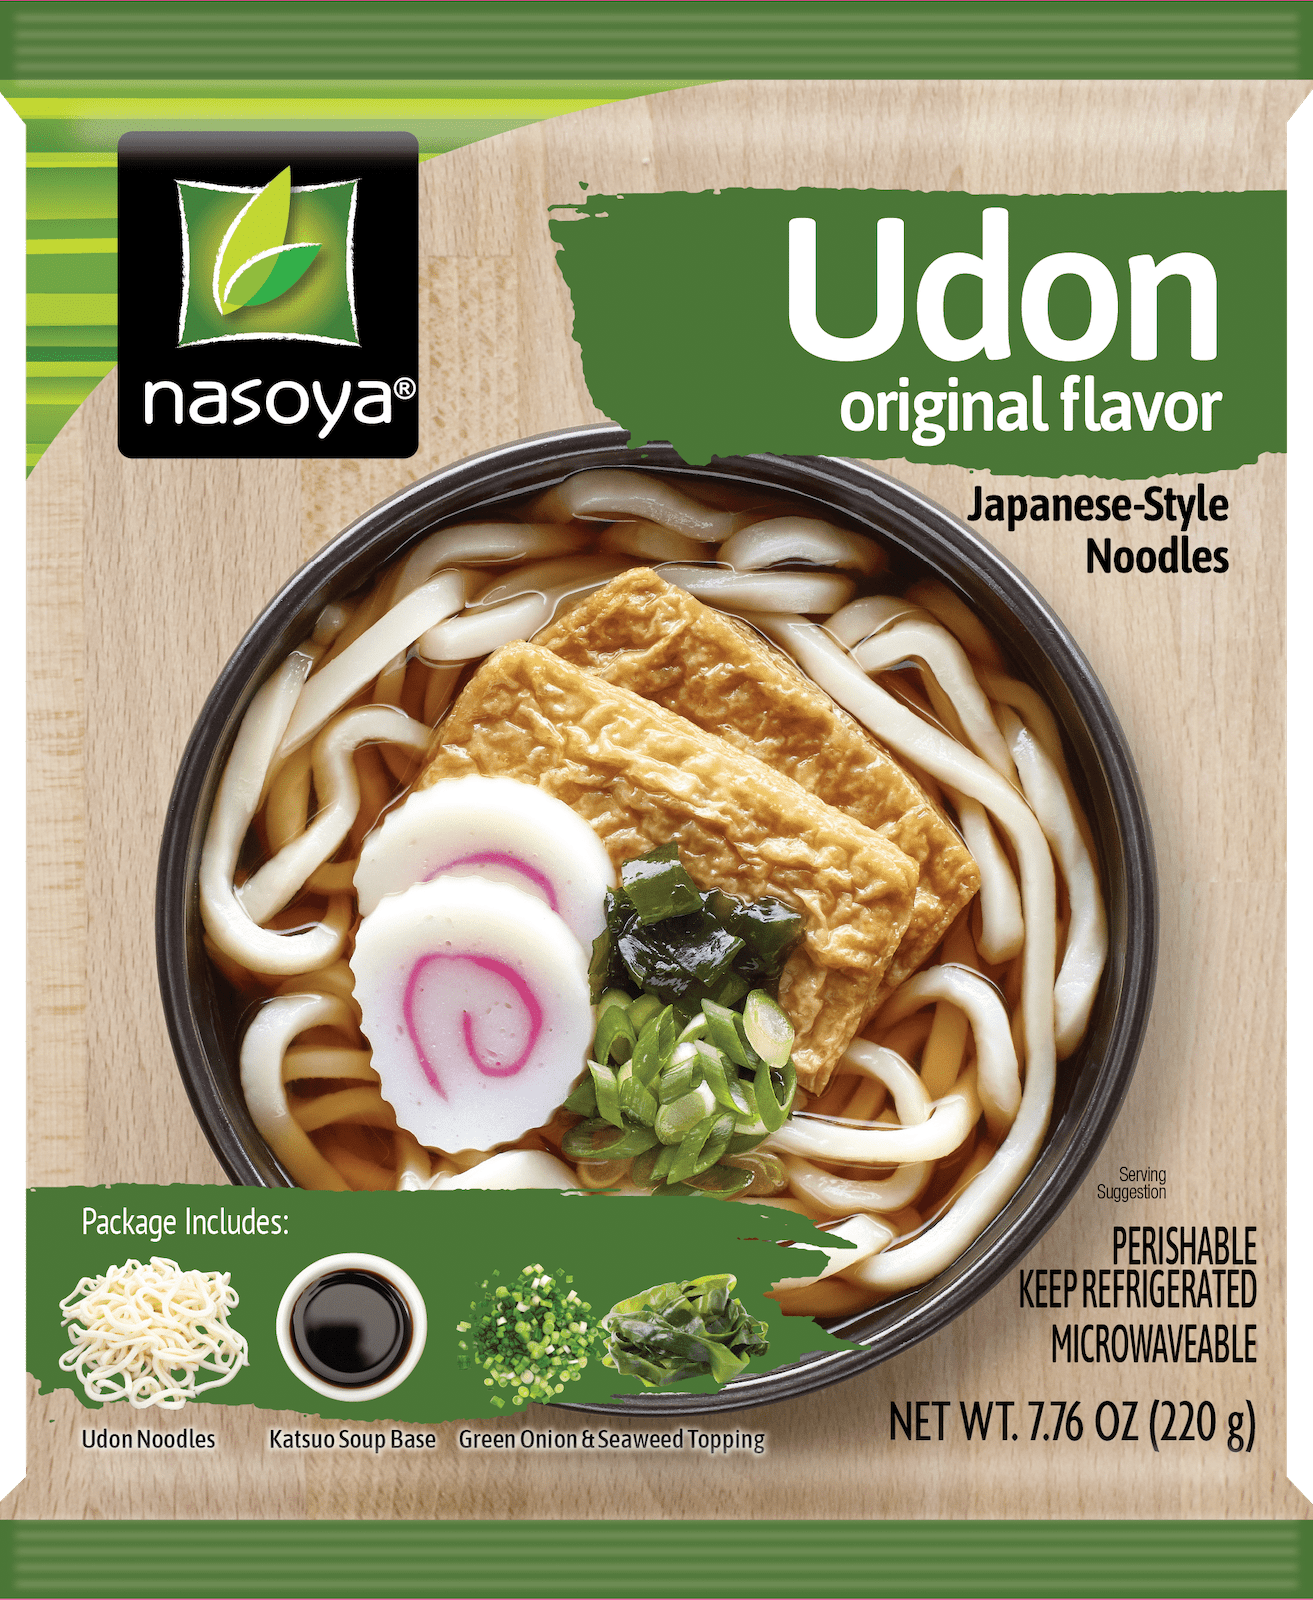 nasoya®
Udon
original flavor
Japanese-Style
Noodles
Serving
Suggestion
Package Includes:
Udon Noodles
Katsuo Soup Base
Green Onion & Seaweed Topping
PERISHABLE
KEEP REFRIGERATED
MICROWAVEABLE
NET WT. 7.76 OZ (220 g)